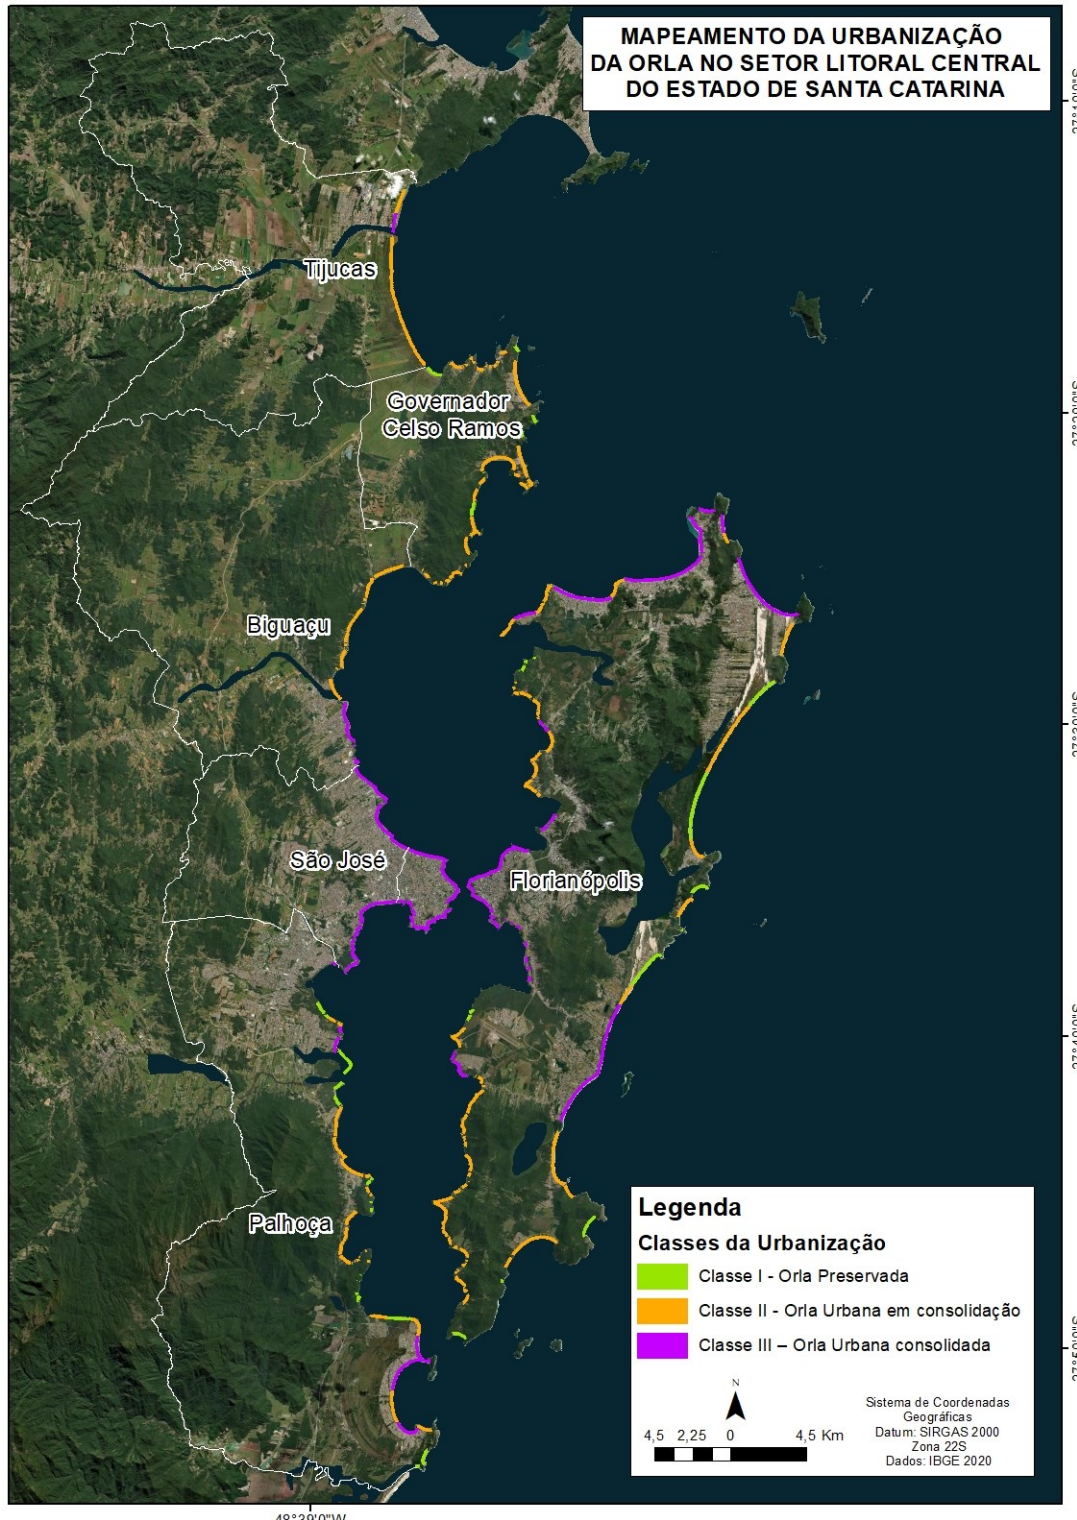 MAPEAMENTO DA URBANIZAÇÃO
DA ORLA NO SETOR LITORAL CENTRAL
DO ESTADO DE SANTA CATARINA
Tijucas
Governador
Celso Ramos
Biguaçu
São José
Florianópolis
Palhoça
Legenda
Classes da Urbanização
Classe I - Orla Preservada
Classe II - Orla Urbana em consolidação
Classe III – Orla Urbana consolidada
N
4,5 2,25 0 4,5 Km
Sistema de Coordenadas
Geográficas
Datum: SIRGAS 2000
Zona 22S
Dados: IBGE 2020